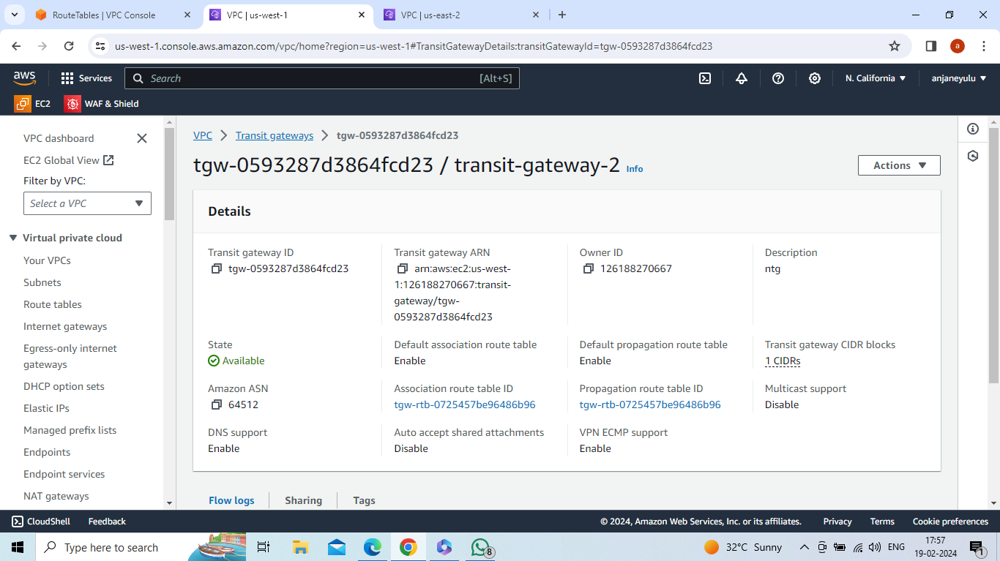 RouteTables | VPC Console
VPC | us-west-1
VPC | us-east-2
us-west-1.console.aws.amazon.com/vpc/home?region=us-west-1#TransitGatewayDetails:transitGatewayId=tgw-0593287d3864fcd23
a
aws
Services
Search
[Alt+S]
N. California
anjaneyulu
EC2
WAF & Shield
VPC dashboard
EC2 Global View
Filter by VPC:
Select a VPC
Virtual private cloud
Your VPCs
Subnets
Route tables
Internet gateways
Egress-only internet
gateways
DHCP option sets
Elastic IPs
Managed prefix lists
Endpoints
Endpoint services
NAT gateways
VPC
Transit gateways
tgw-0593287d3864fcd23
tgw-0593287d3864fcd23 / transit-gateway-2 Info
Actions
Details
Transit gateway ID
tgw-0593287d3864fcd23
Transit gateway ARN
arn:aws:ec2:us-west-
1:126188270667:transit-
gateway/tgw-
0593287d3864fcd23
Owner ID
126188270667
Description
ntg
State
Available
Default association route table
Enable
Default propagation route table
Enable
Transit gateway CIDR blocks
1 CIDRs
Amazon ASN
64512
Association route table ID
tgw-rtb-0725457be96486b96
Propagation route table ID
tgw-rtb-0725457be96486b96
Multicast support
Disable
DNS support
Enable
Auto accept shared attachments
Disable
VPN ECMP support
Enable
Flow logs
Sharing
Tags
CloudShell
Feedback
© 2024, Amazon Web Services, Inc. or its affiliates.
Privacy
Terms
Cookie preferences
Type here to search
8
32°C Sunny
ENG
17:57
19-02-2024
1